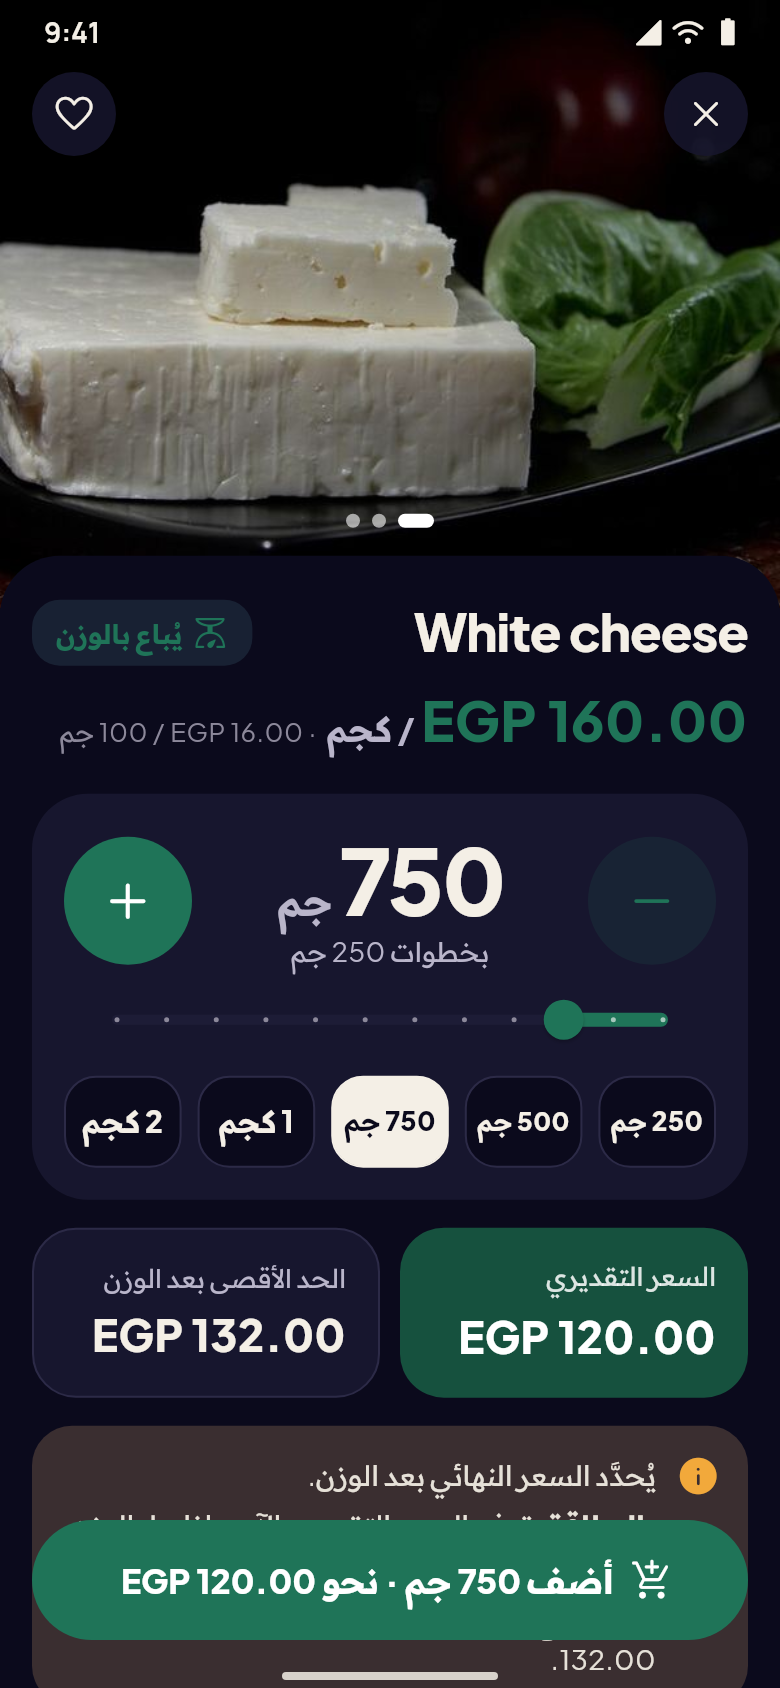 9:41
White cheese
يُباع بالوزن
EGP 160.00 / كجم · EGP 16.00 / 100 جم
750 جم
بخطوات 250 جم
250 جم
500 جم
750 جم
1 كجم
2 كجم
السعر التقديري
EGP 120.00
الحد الأقصى بعد الوزن
EGP 132.00
يُحدَّد السعر النهائي بعد الوزن.
أضف 750 جم · نحو EGP 120.00
132.00.